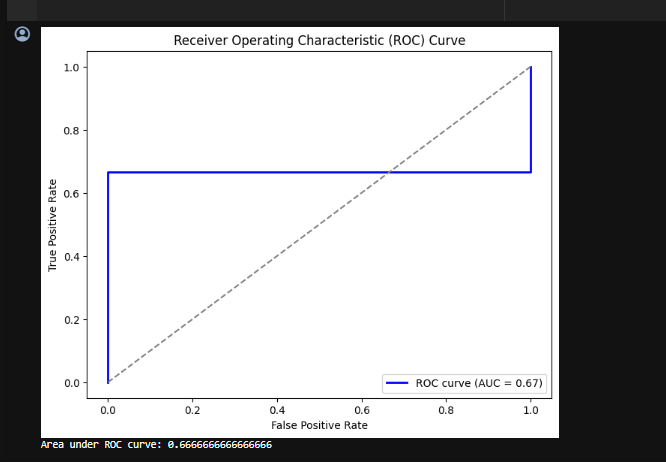 Receiver Operating Characteristic (ROC) Curve
1.0
0.8
0.6
0.4
0.2
0.0
True Positive Rate
0.0 0.2 0.4 0.6 0.8 1.0
False Positive Rate
ROC curve (AUC = 0.67)
Area under ROC curve: 0.6666666666666666